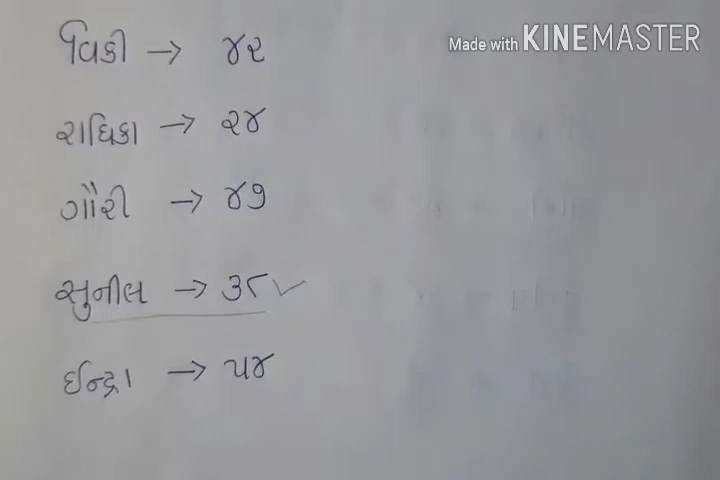 Made with KINEMASTER
વિકી → ૪૨
રાધિકા → ૨૪
ગૌરી → ૪૭
સુનીલ → ૩૮ ✓
ઈન્દ્રા → ૫૪